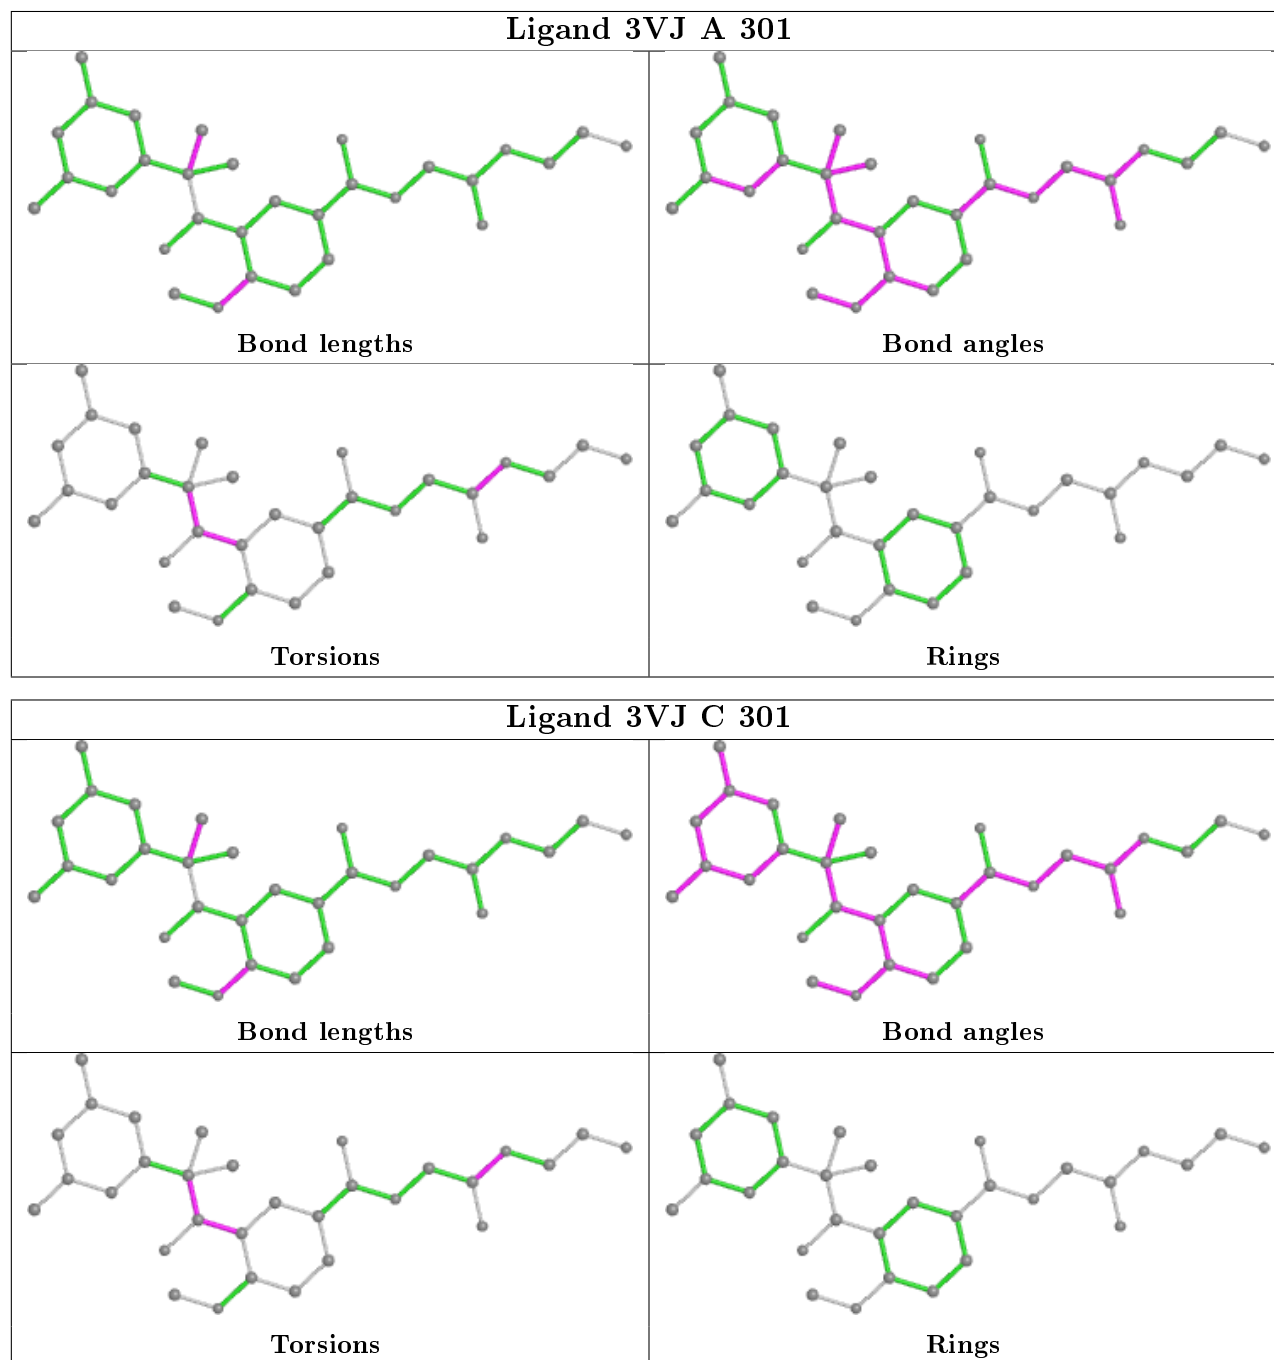 Ligand 3VJ A 301
Bond lengths
Bond angles
Torsions
Rings
Ligand 3VJ C 301
Bond lengths
Bond angles
Torsions
Rings